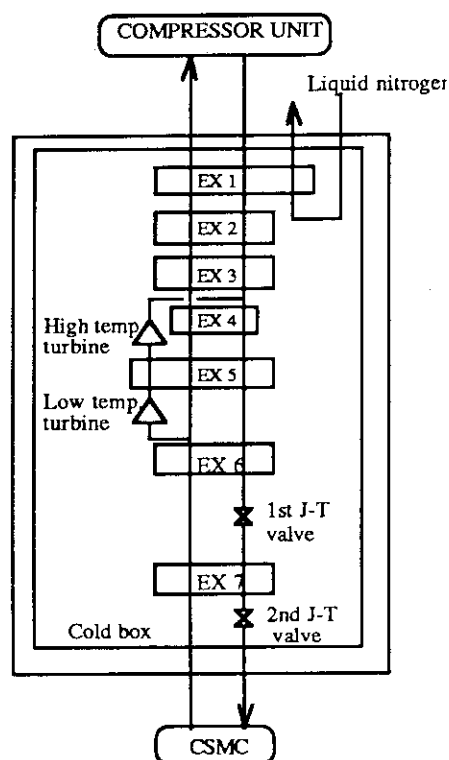 COMPRESSOR UNIT
Liquid nitroger
EX 1
EX 2
EX 3
EX 4
High temp
turbine
EX 5
Low temp
turbine
EX 6
1st J-T
valve
EX 7
2nd J-T
valve
Cold box
CSMC